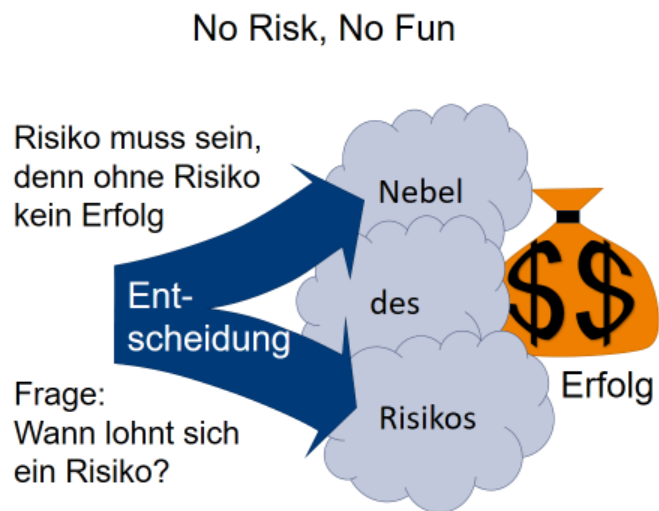 No Risk, No Fun
Risiko muss sein,
denn ohne Risiko
kein Erfolg
Nebel
des
Risikos
Ent-
scheidung
$$
Erfolg
Frage:
Wann lohnt sich
ein Risiko?